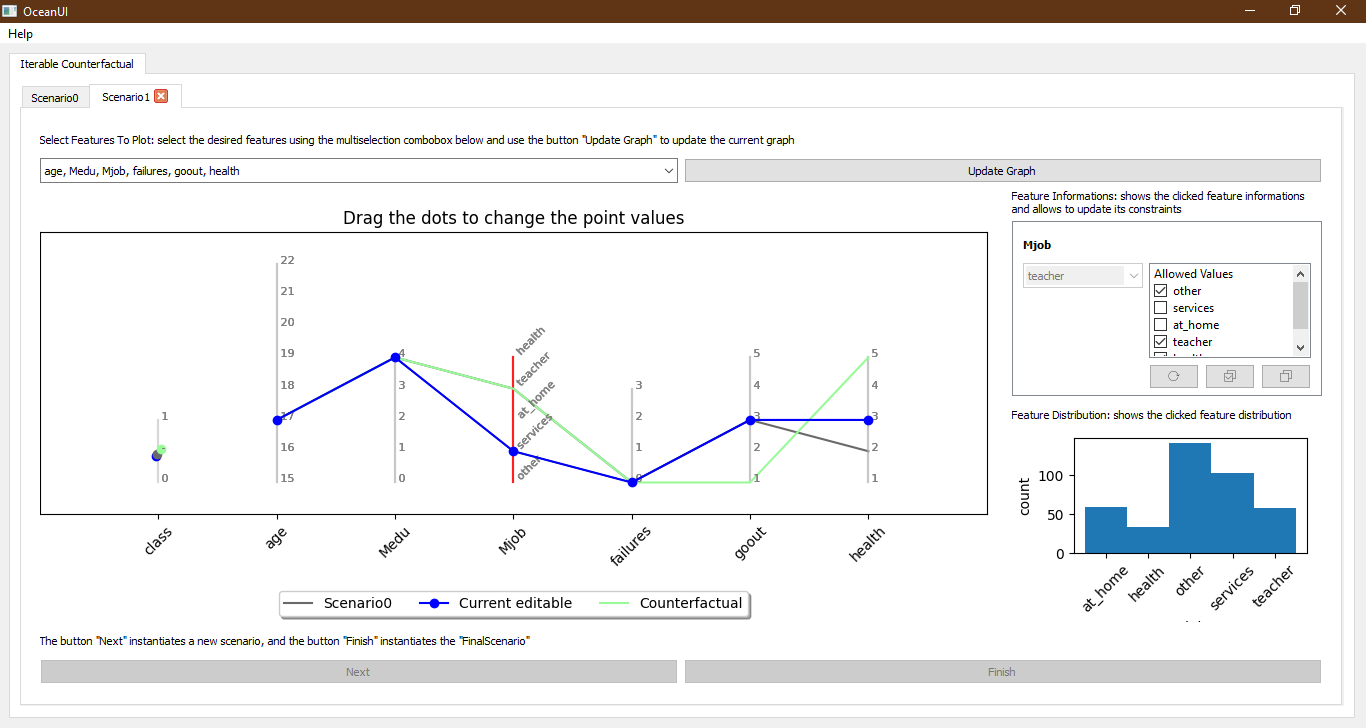 OceanUI
Help
Iterable Counterfactual
Scenario0
Scenario1
Select Features To Plot: select the desired features using the multiselection combobox below and use the button "Update Graph" to update the current graph
age, Medu, Mjob, failures, goout, health
Update Graph
Feature Informations: shows the clicked feature informations
and allows to update its constraints
Mjob
teacher
Allowed Values
other
services
at_home
teacher
Drag the dots to change the point values
1
0
22
21
20
19
18
17
16
15
4
3
2
1
0
health
teacher
at_home
services
other
3
2
1
0
5
4
3
2
1
5
4
3
2
1
class
age
Medu
Mjob
failures
goout
health
Scenario0
Current editable
Counterfactual
Feature Distribution: shows the clicked feature distribution
count
100
50
0
at_home
health
other
services
teacher
The button "Next" instantiates a new scenario, and the button "Finish" instantiates the "FinalScenario"
Next
Finish